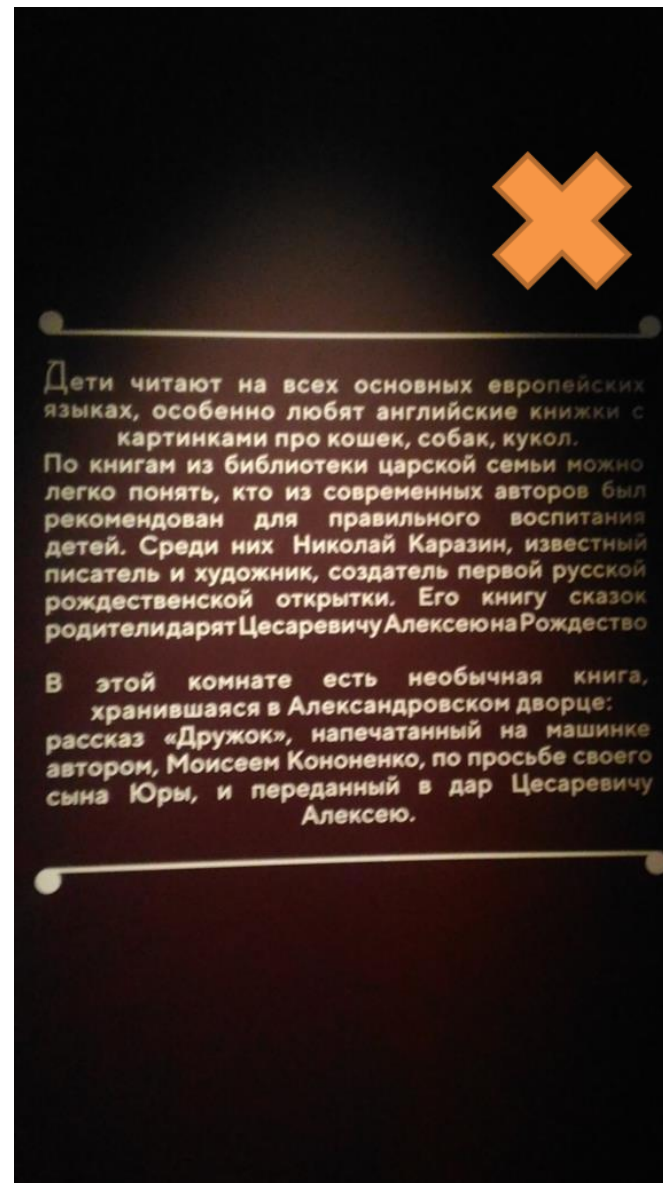 Дети читают на всех основных европейских
языках, особенно любят английские книжки с
картинками про кошек, собак, кукол.
По книгам из библиотеки царской семьи можно
легко понять, кто из современных авторов был
рекомендован для правильного воспитания
детей. Среди них Николай Каразин, известный
писатель и художник, создатель первой русской
рождественской открытки. Его книгу сказок
родителидарятЦесаревичуАлексеюнаРождество
В этой комнате есть необычная книга,
хранившаяся в Александровском дворце:
рассказ «Дружок», напечатанный на машинке
автором, Моисеем Кононенко, по просьбе своего
сына Юры, и переданный в дар Цесаревичу
Алексею.